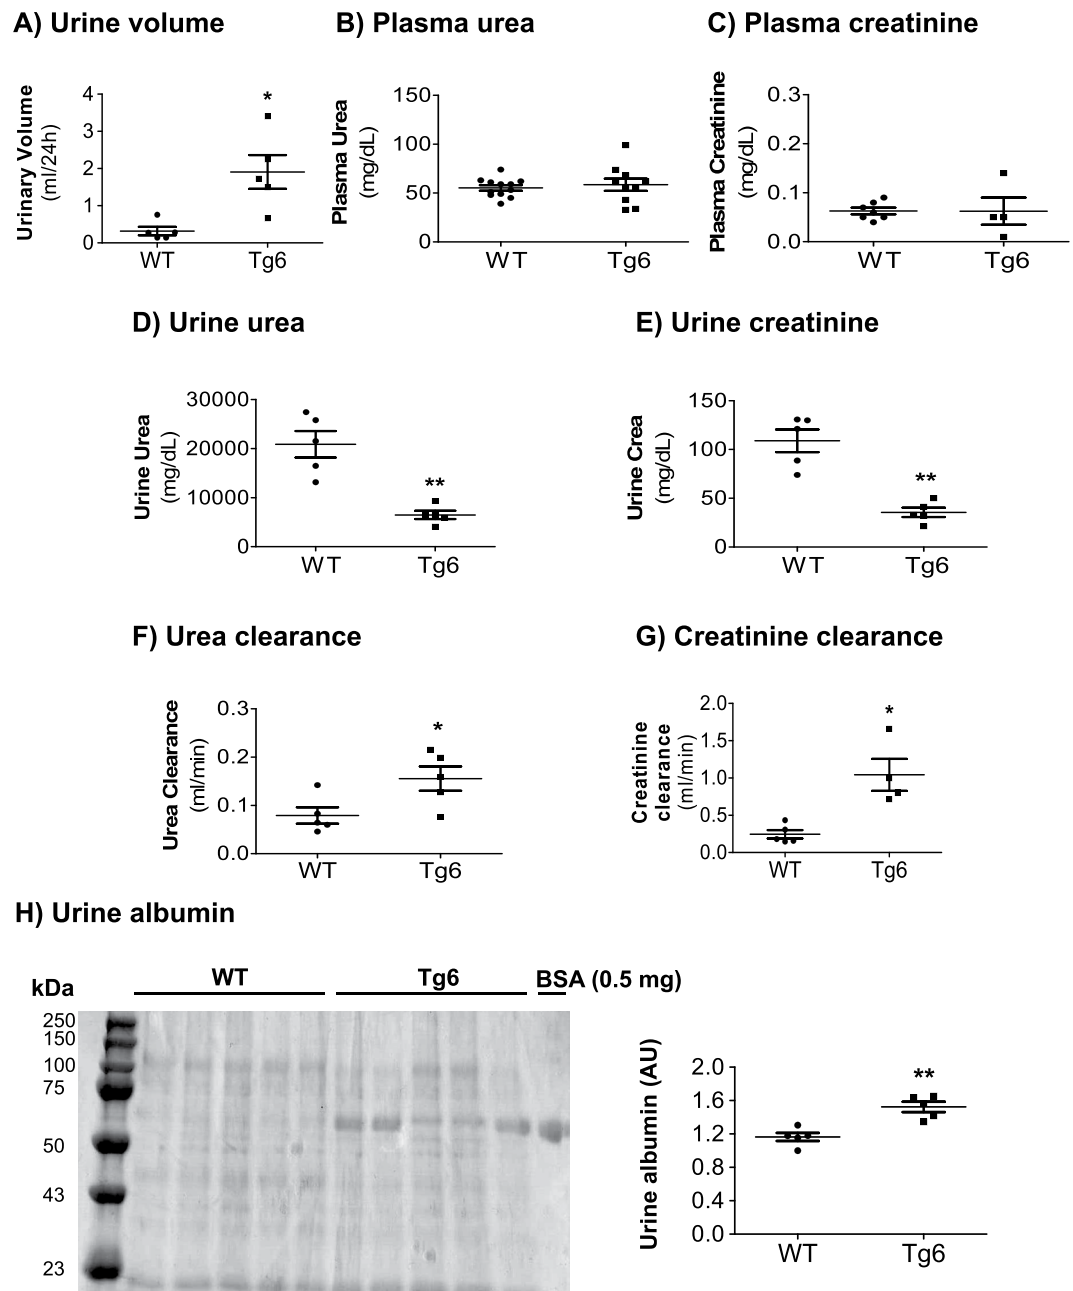 A) Urine volume
B) Plasma urea
C) Plasma creatinine
Urinary Volume
(ml/24h)
4
3
2
1
0
*
WT
Tg6
Plasma Urea
(mg/dL)
150
100
50
0
WT
Tg6
Plasma Creatinine
(mg/dL)
0.3
0.2
0.1
0.0
WT
Tg6
D) Urine urea
E) Urine creatinine
Urine Urea
(mg/dL)
30000
20000
10000
0
**
WT
Tg6
Urine Crea
(mg/dL)
150
100
50
0
**
WT
Tg6
F) Urea clearance
G) Creatinine clearance
Urea Clearance
(ml/min)
0.3
0.2
0.1
0.0
*
WT
Tg6
Creatinine
clearance
(ml/min)
2.0
1.5
1.0
0.5
0.0
*
WT
Tg6
H) Urine albumin
kDa
WT
Tg6
BSA (0.5 mg)
250
150
100
75
50
43
23
Urine albumin (AU)
2.0
1.6
1.2
0.8
0.4
0.0
**
WT
Tg6